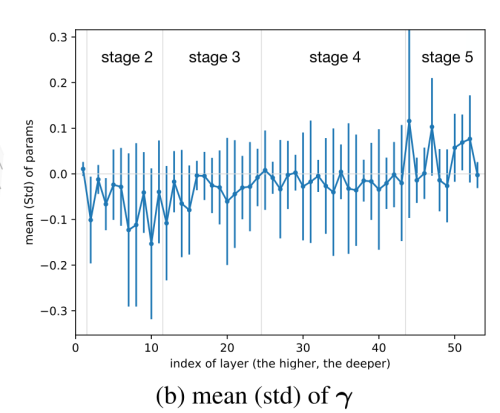 0.3
0.2
0.1
0.0
−0.1
−0.2
−0.3
mean (Std) of params
stage 2 stage 3 stage 4 stage 5
0 10 20 30 40 50
index of layer (the higher, the deeper)
(b) mean (std) of γ